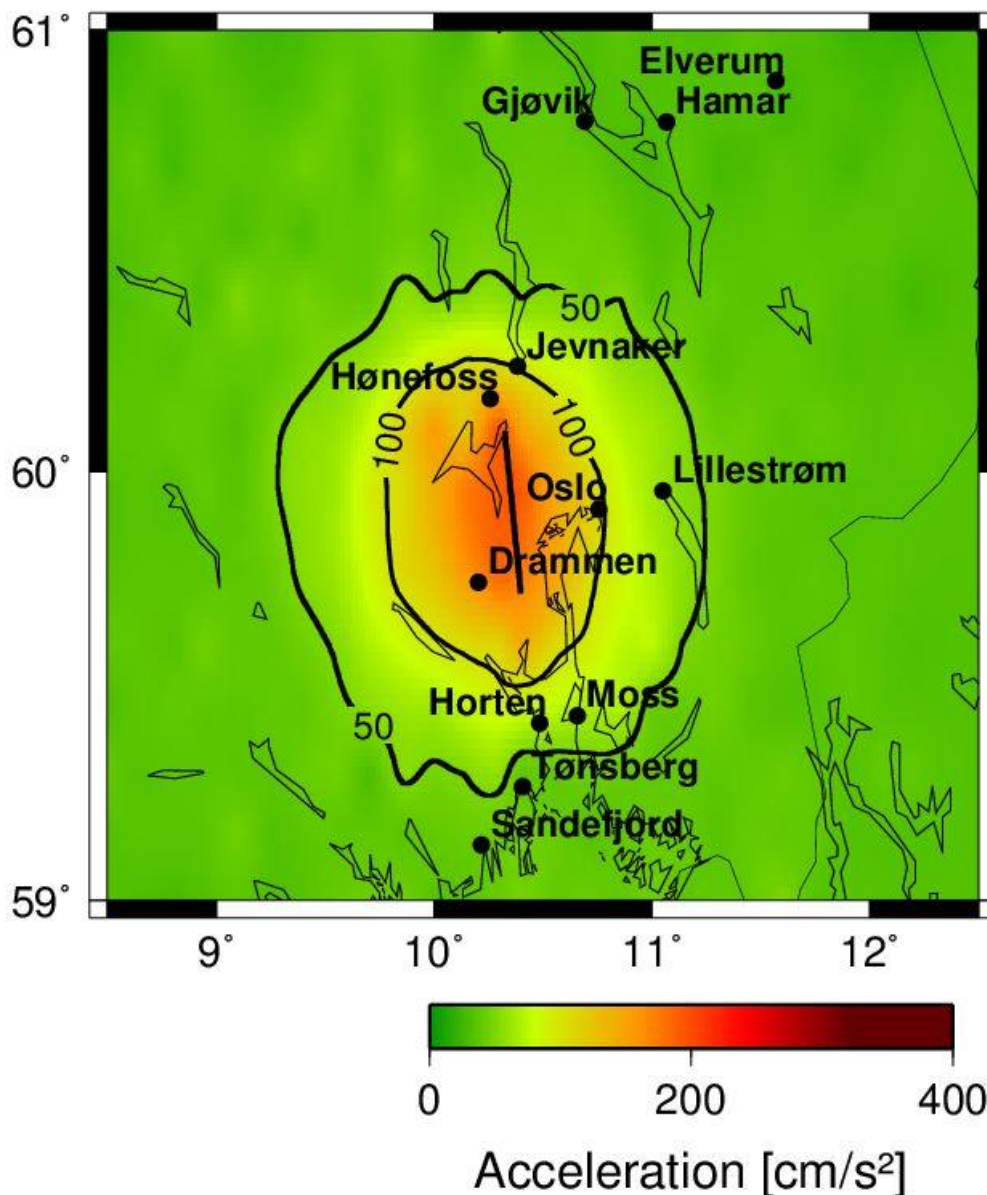 61°
Elverum
Gjøvik
Hamar
50
Jevnaker
Hønefoss
100
100
60°
Lillestrøm
Oslo
Drammen
Horten
Moss
50
Tønsberg
Sandefjord
59°
9°
10°
11°
12°
0
200
400
Acceleration [cm/s²]